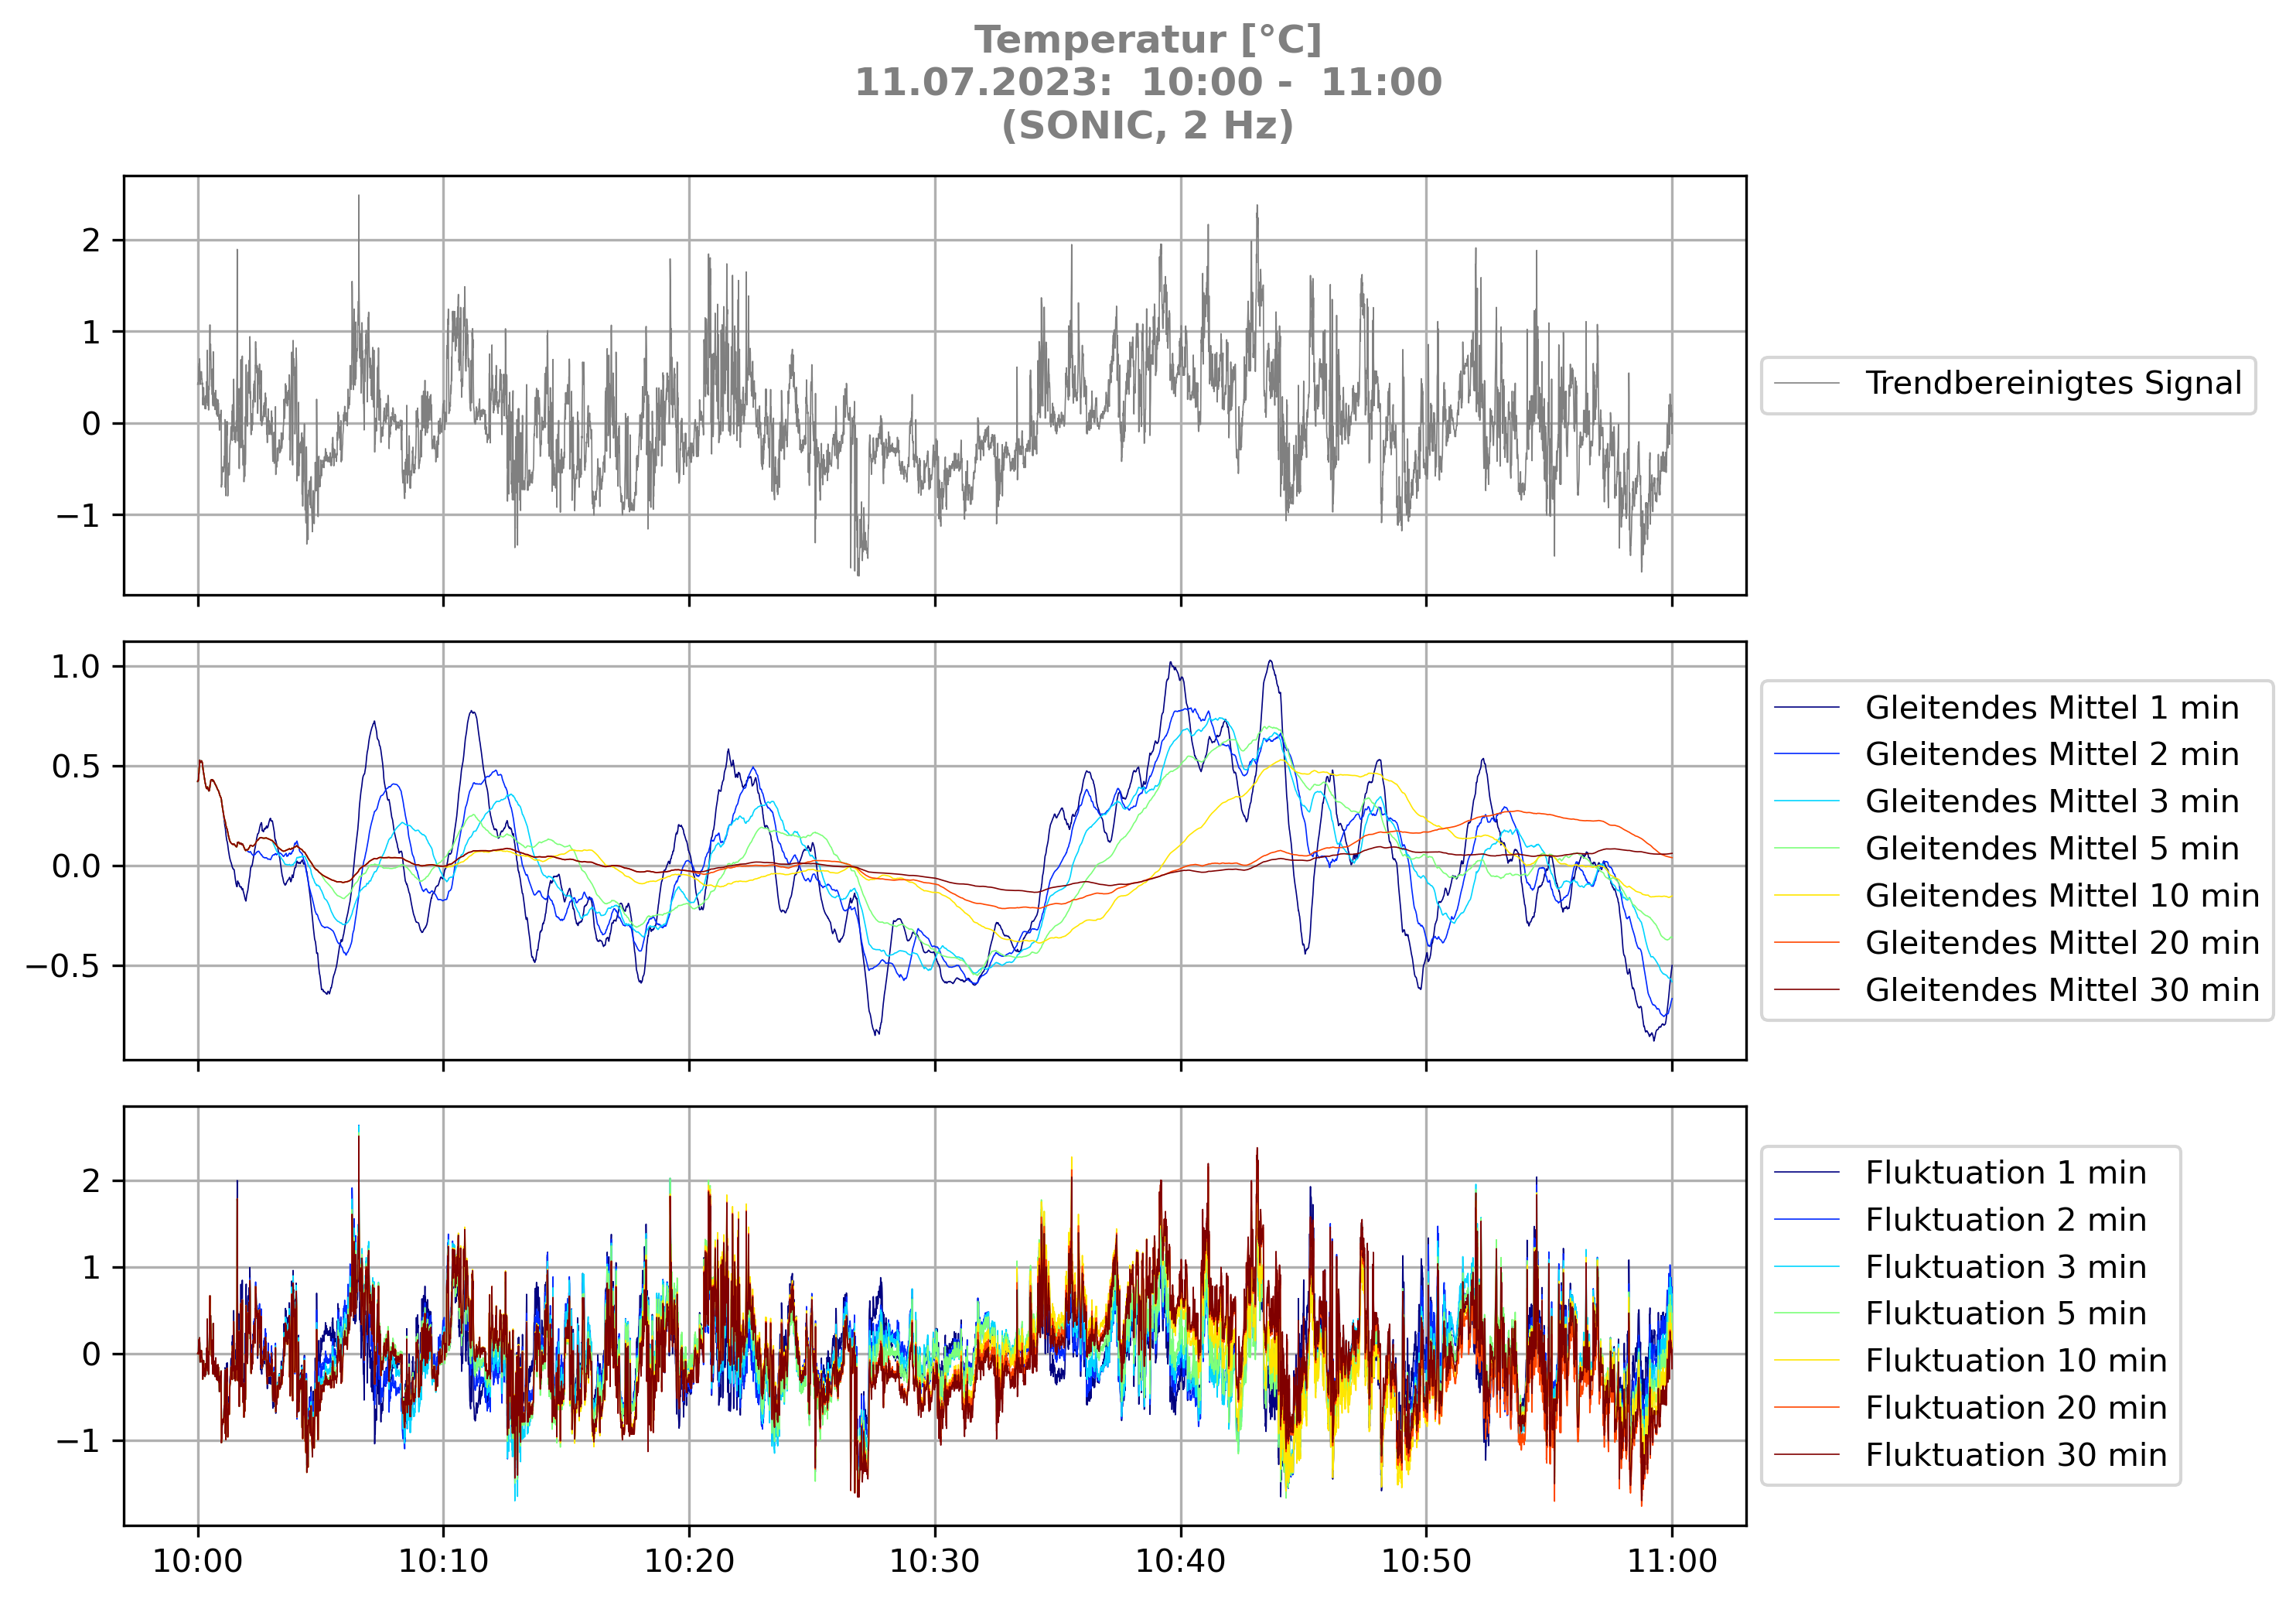 Temperatur [°C]
11.07.2023:  10:00 -  11:00
(SONIC, 2 Hz)
2
1
0
−1
Trendbereinigtes Signal
1.0
0.5
0.0
−0.5
Gleitendes Mittel 1 min
Gleitendes Mittel 2 min
Gleitendes Mittel 3 min
Gleitendes Mittel 5 min
Gleitendes Mittel 10 min
Gleitendes Mittel 20 min
Gleitendes Mittel 30 min
2
1
0
−1
Fluktuation 1 min
Fluktuation 2 min
Fluktuation 3 min
Fluktuation 5 min
Fluktuation 10 min
Fluktuation 20 min
Fluktuation 30 min
10:00 10:10 10:20 10:30 10:40 10:50 11:00